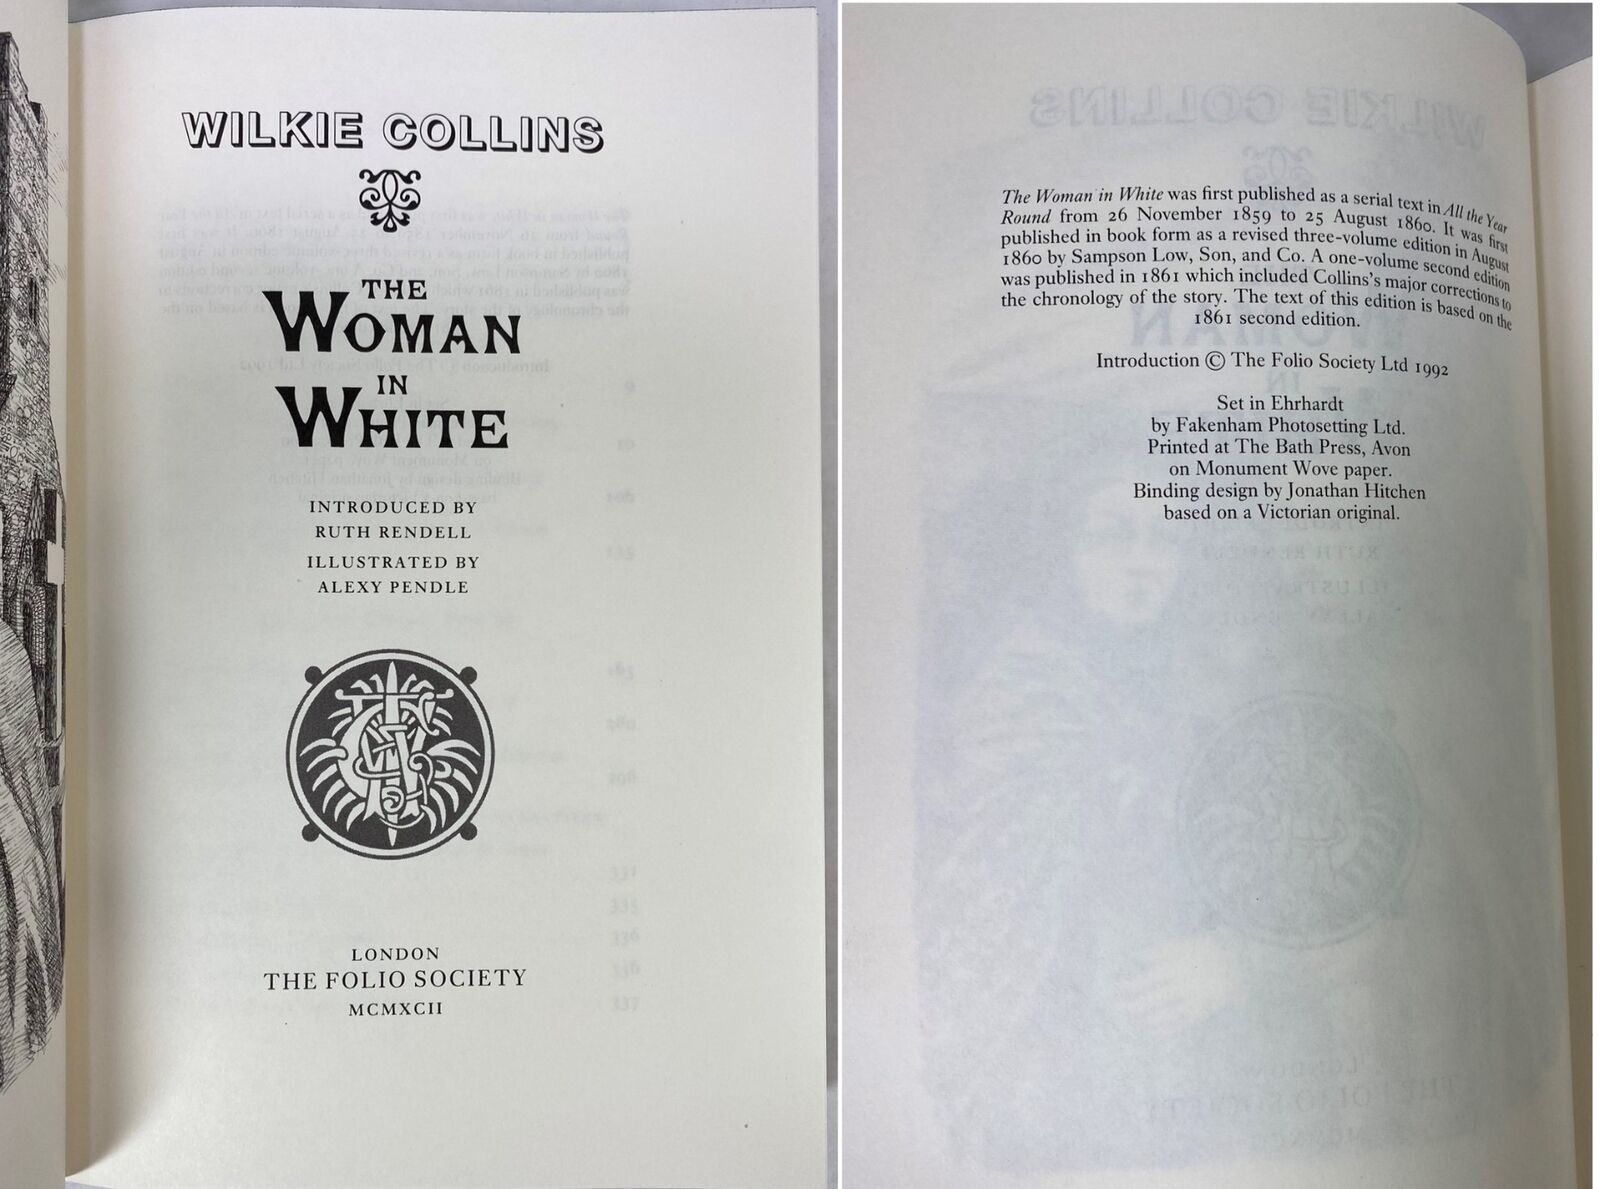 WILKIE COLLINS
THE
WOMAN
IN
WHITE
INTRODUCED BY
RUTH RENDELL
ILLUSTRATED BY
ALEXY PENDLE
LONDON
THE FOLIO SOCIETY
MCMXCII
The Woman in White was first published as a serial text in All the Year
Round from 26 November 1859 to 25 August 1860. It was first
published in book form as a revised three-volume edition in August
1860 by Sampson Low, Son, and Co. A one-volume second edition
was published in 1861 which included Collins's major corrections to
the chronology of the story. The text of this edition is based on the
1861 second edition.
Introduction © The Folio Society Ltd 1992
Set in Ehrhardt
by Fakenham Photosetting Ltd.
Printed at The Bath Press, Avon
on Monument Wove paper.
Binding design by Jonathan Hitchen
based on a Victorian original.